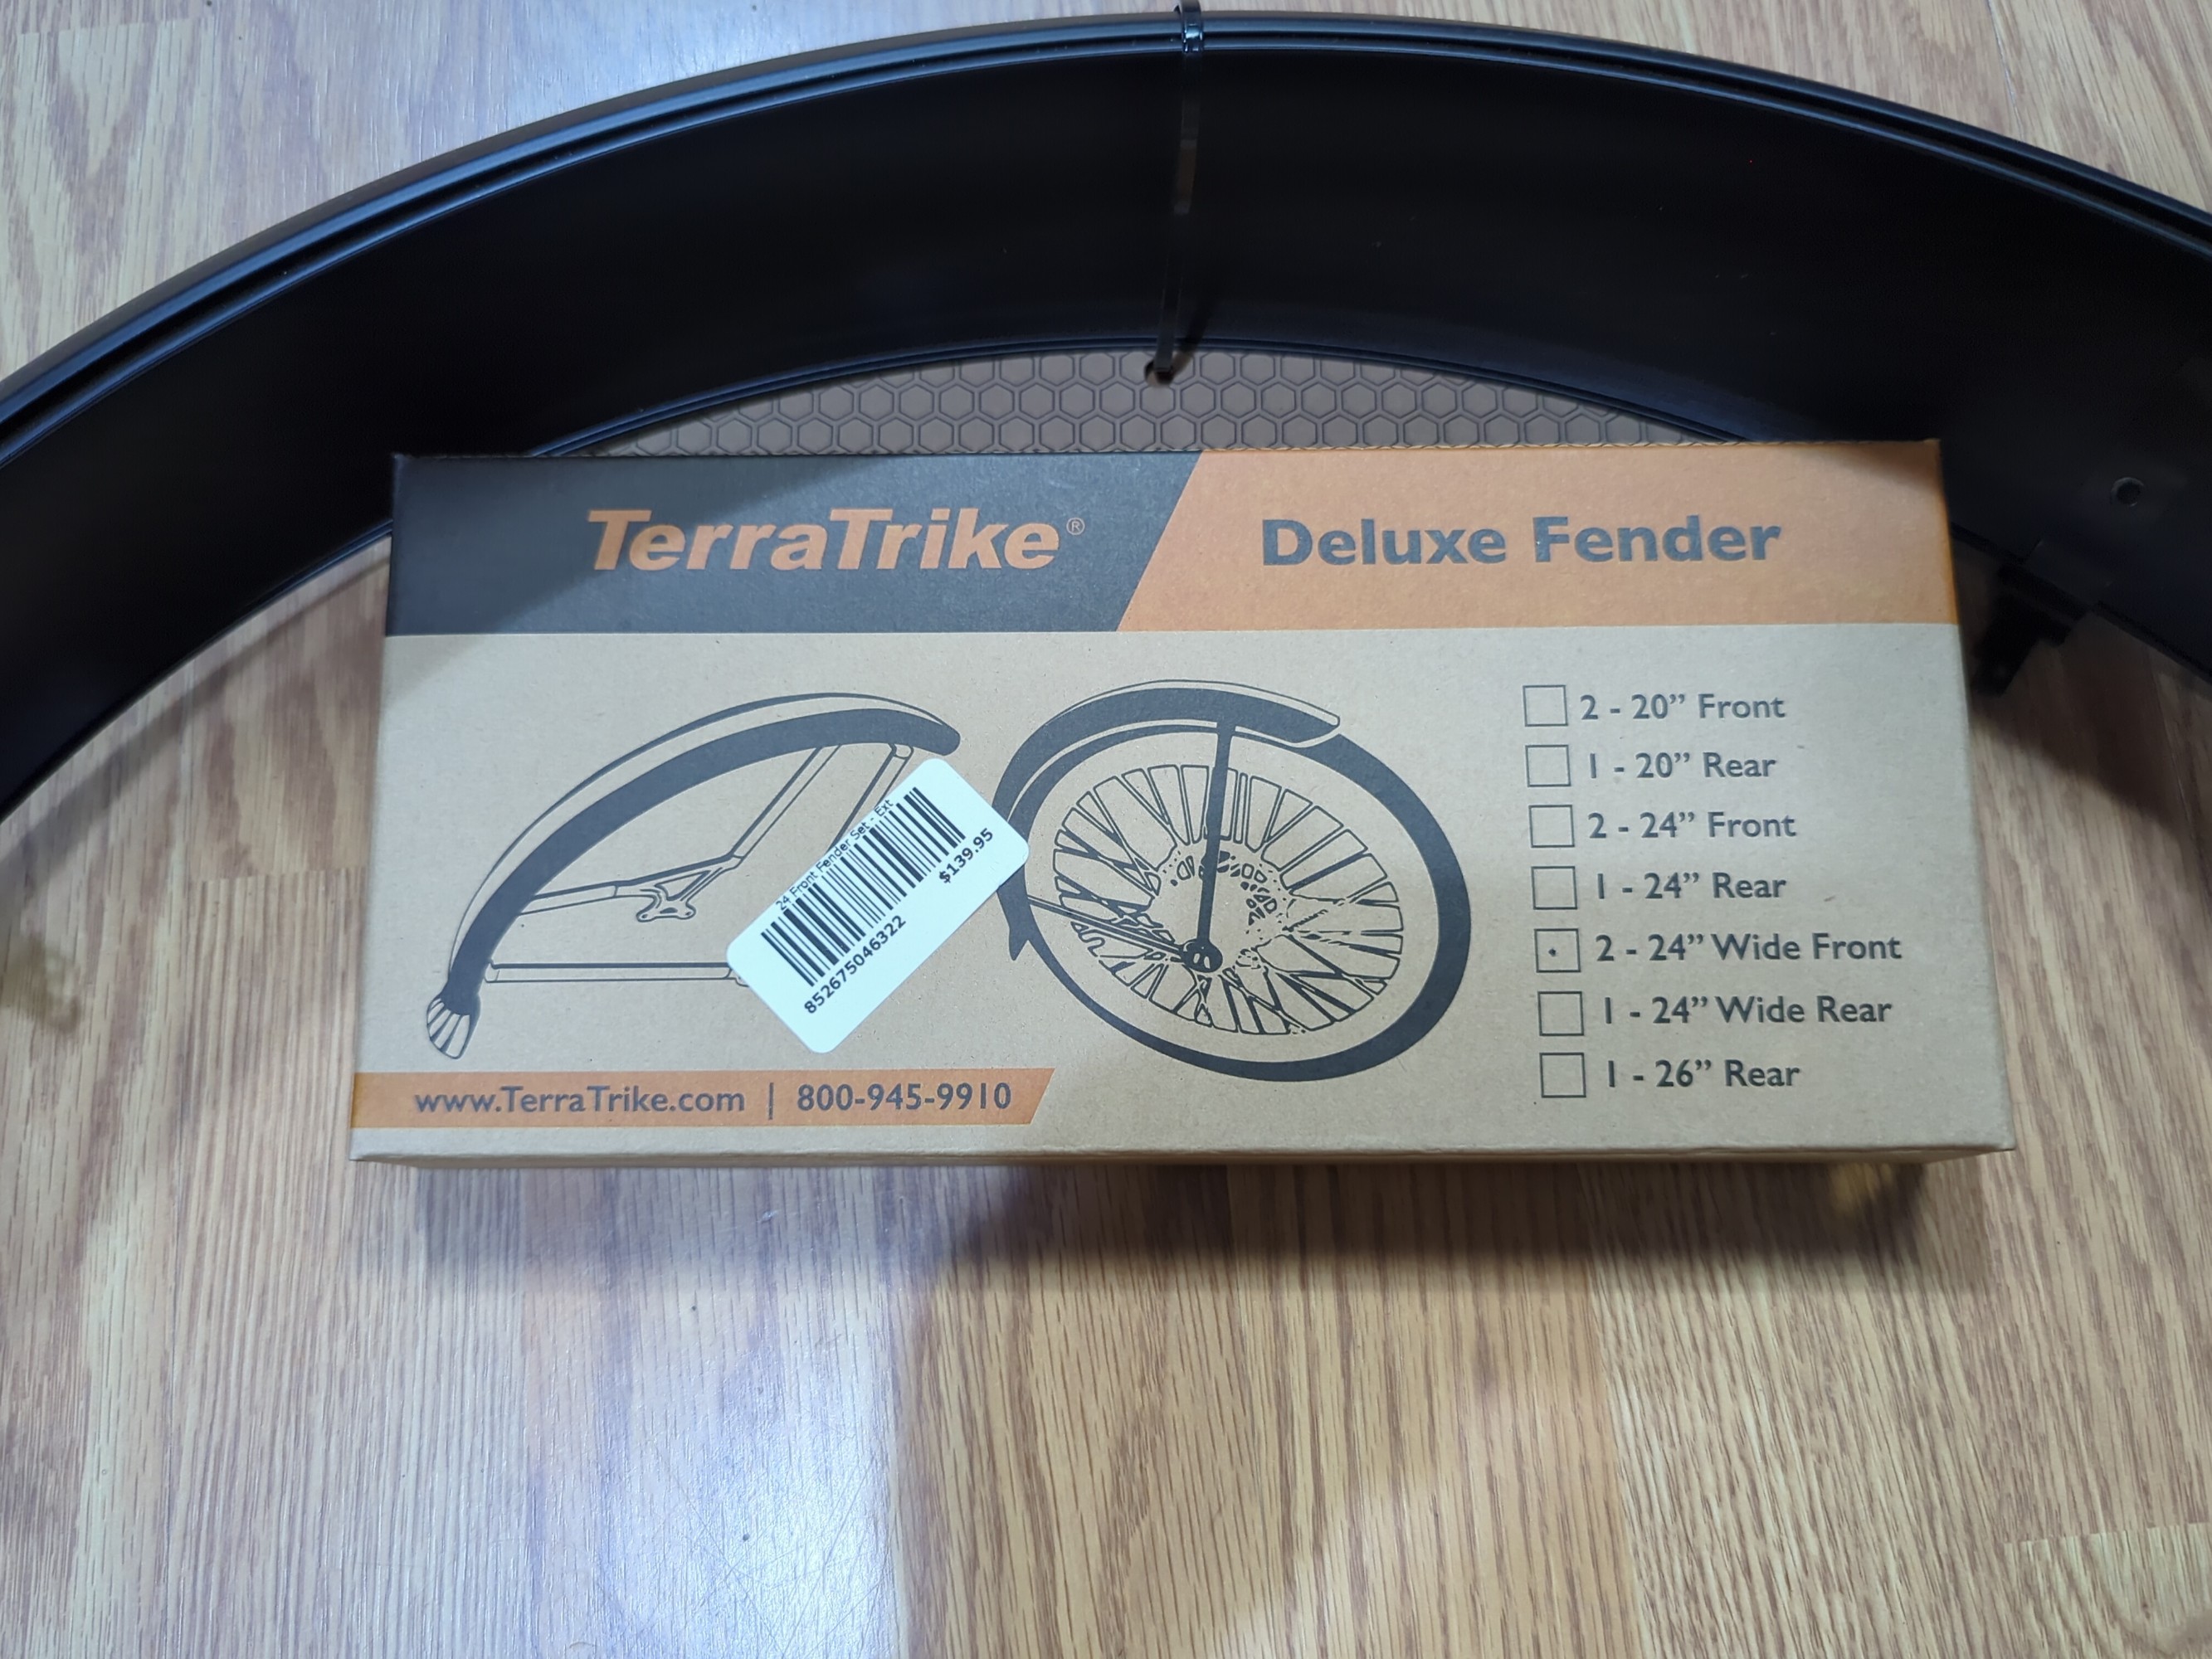 TerraTrike®
Deluxe Fender
2 - 20” Front
1 - 20” Rear
2 - 24” Front
1 - 24” Rear
2 - 24” Wide Front
1 - 24” Wide Rear
1 - 26” Rear
24 Front Fender Set - Ext
852675046322
$139.95
www.TerraTrike.com | 800-945-9910